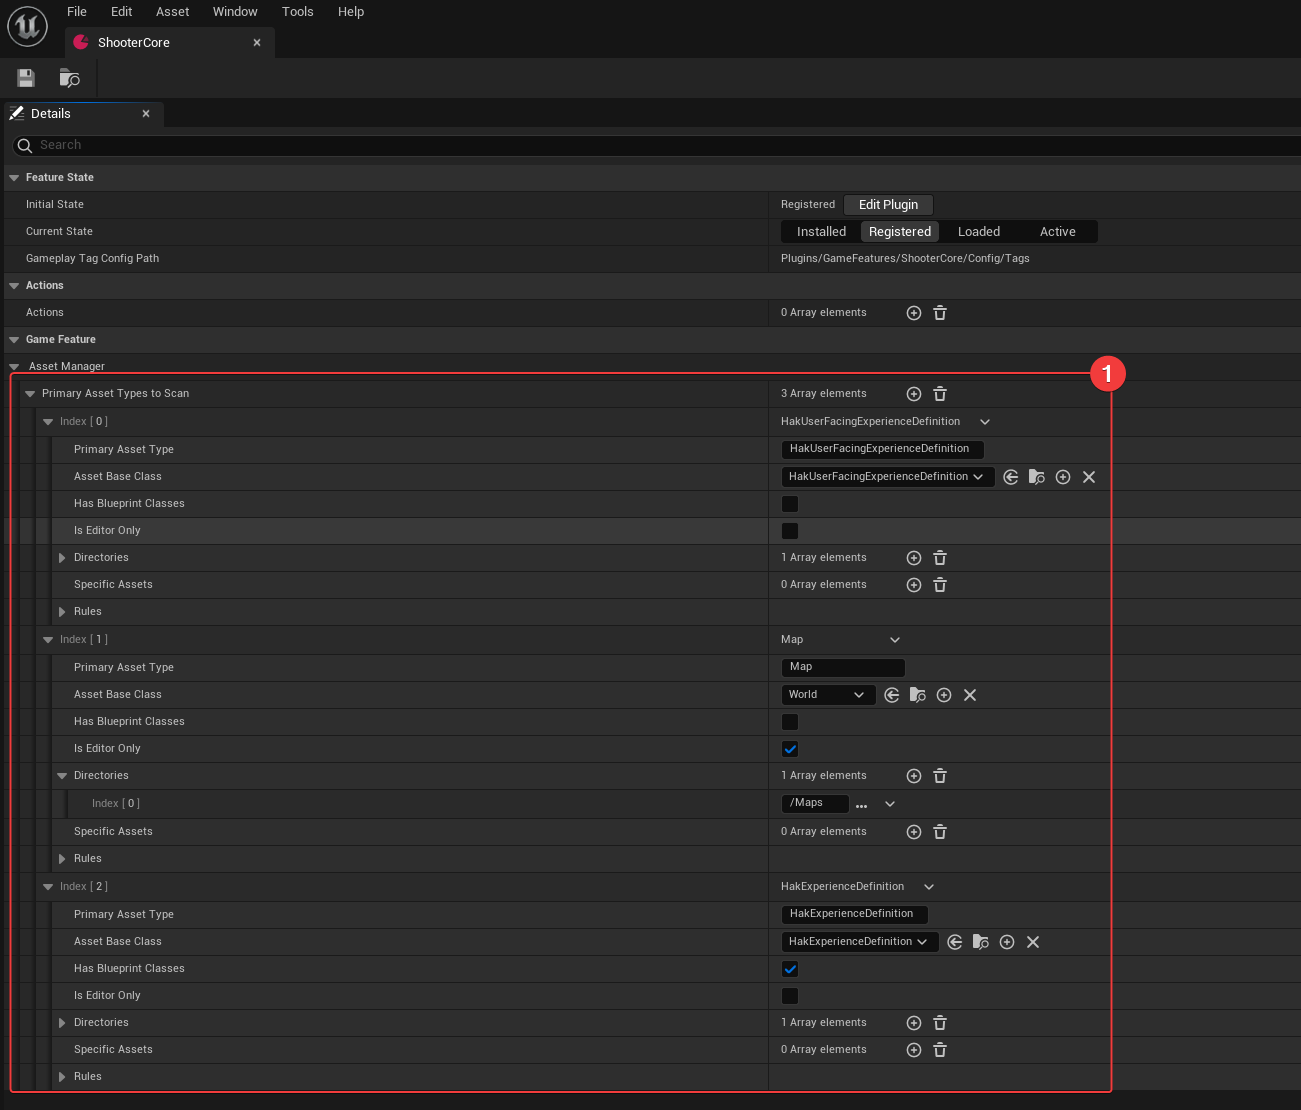 File Edit Asset Window Tools Help
ShooterCore
Details
Search
Feature State
Initial State Registered Edit Plugin
Current State Installed Registered Loaded Active
Gameplay Tag Config Path Plugins/GameFeatures/ShooterCore/Config/Tags
Actions
Actions 0 Array elements
Game Feature
Asset Manager
1
Primary Asset Types to Scan 3 Array elements
Index [ 0 ] HakUserFacingExperienceDefinition
Primary Asset Type HakUserFacingExperienceDefinition
Asset Base Class HakUserFacingExperienceDefinition
Has Blueprint Classes
Is Editor Only
Directories 1 Array elements
Specific Assets 0 Array elements
Rules
Index [ 1 ] Map
Primary Asset Type Map
Asset Base Class World
Has Blueprint Classes
Is Editor Only
Directories 1 Array elements
Index [ 0 ] /Maps ...
Specific Assets 0 Array elements
Rules
Index [ 2 ] HakExperienceDefinition
Primary Asset Type HakExperienceDefinition
Asset Base Class HakExperienceDefinition
Has Blueprint Classes
Is Editor Only
Directories 1 Array elements
Specific Assets 0 Array elements
Rules